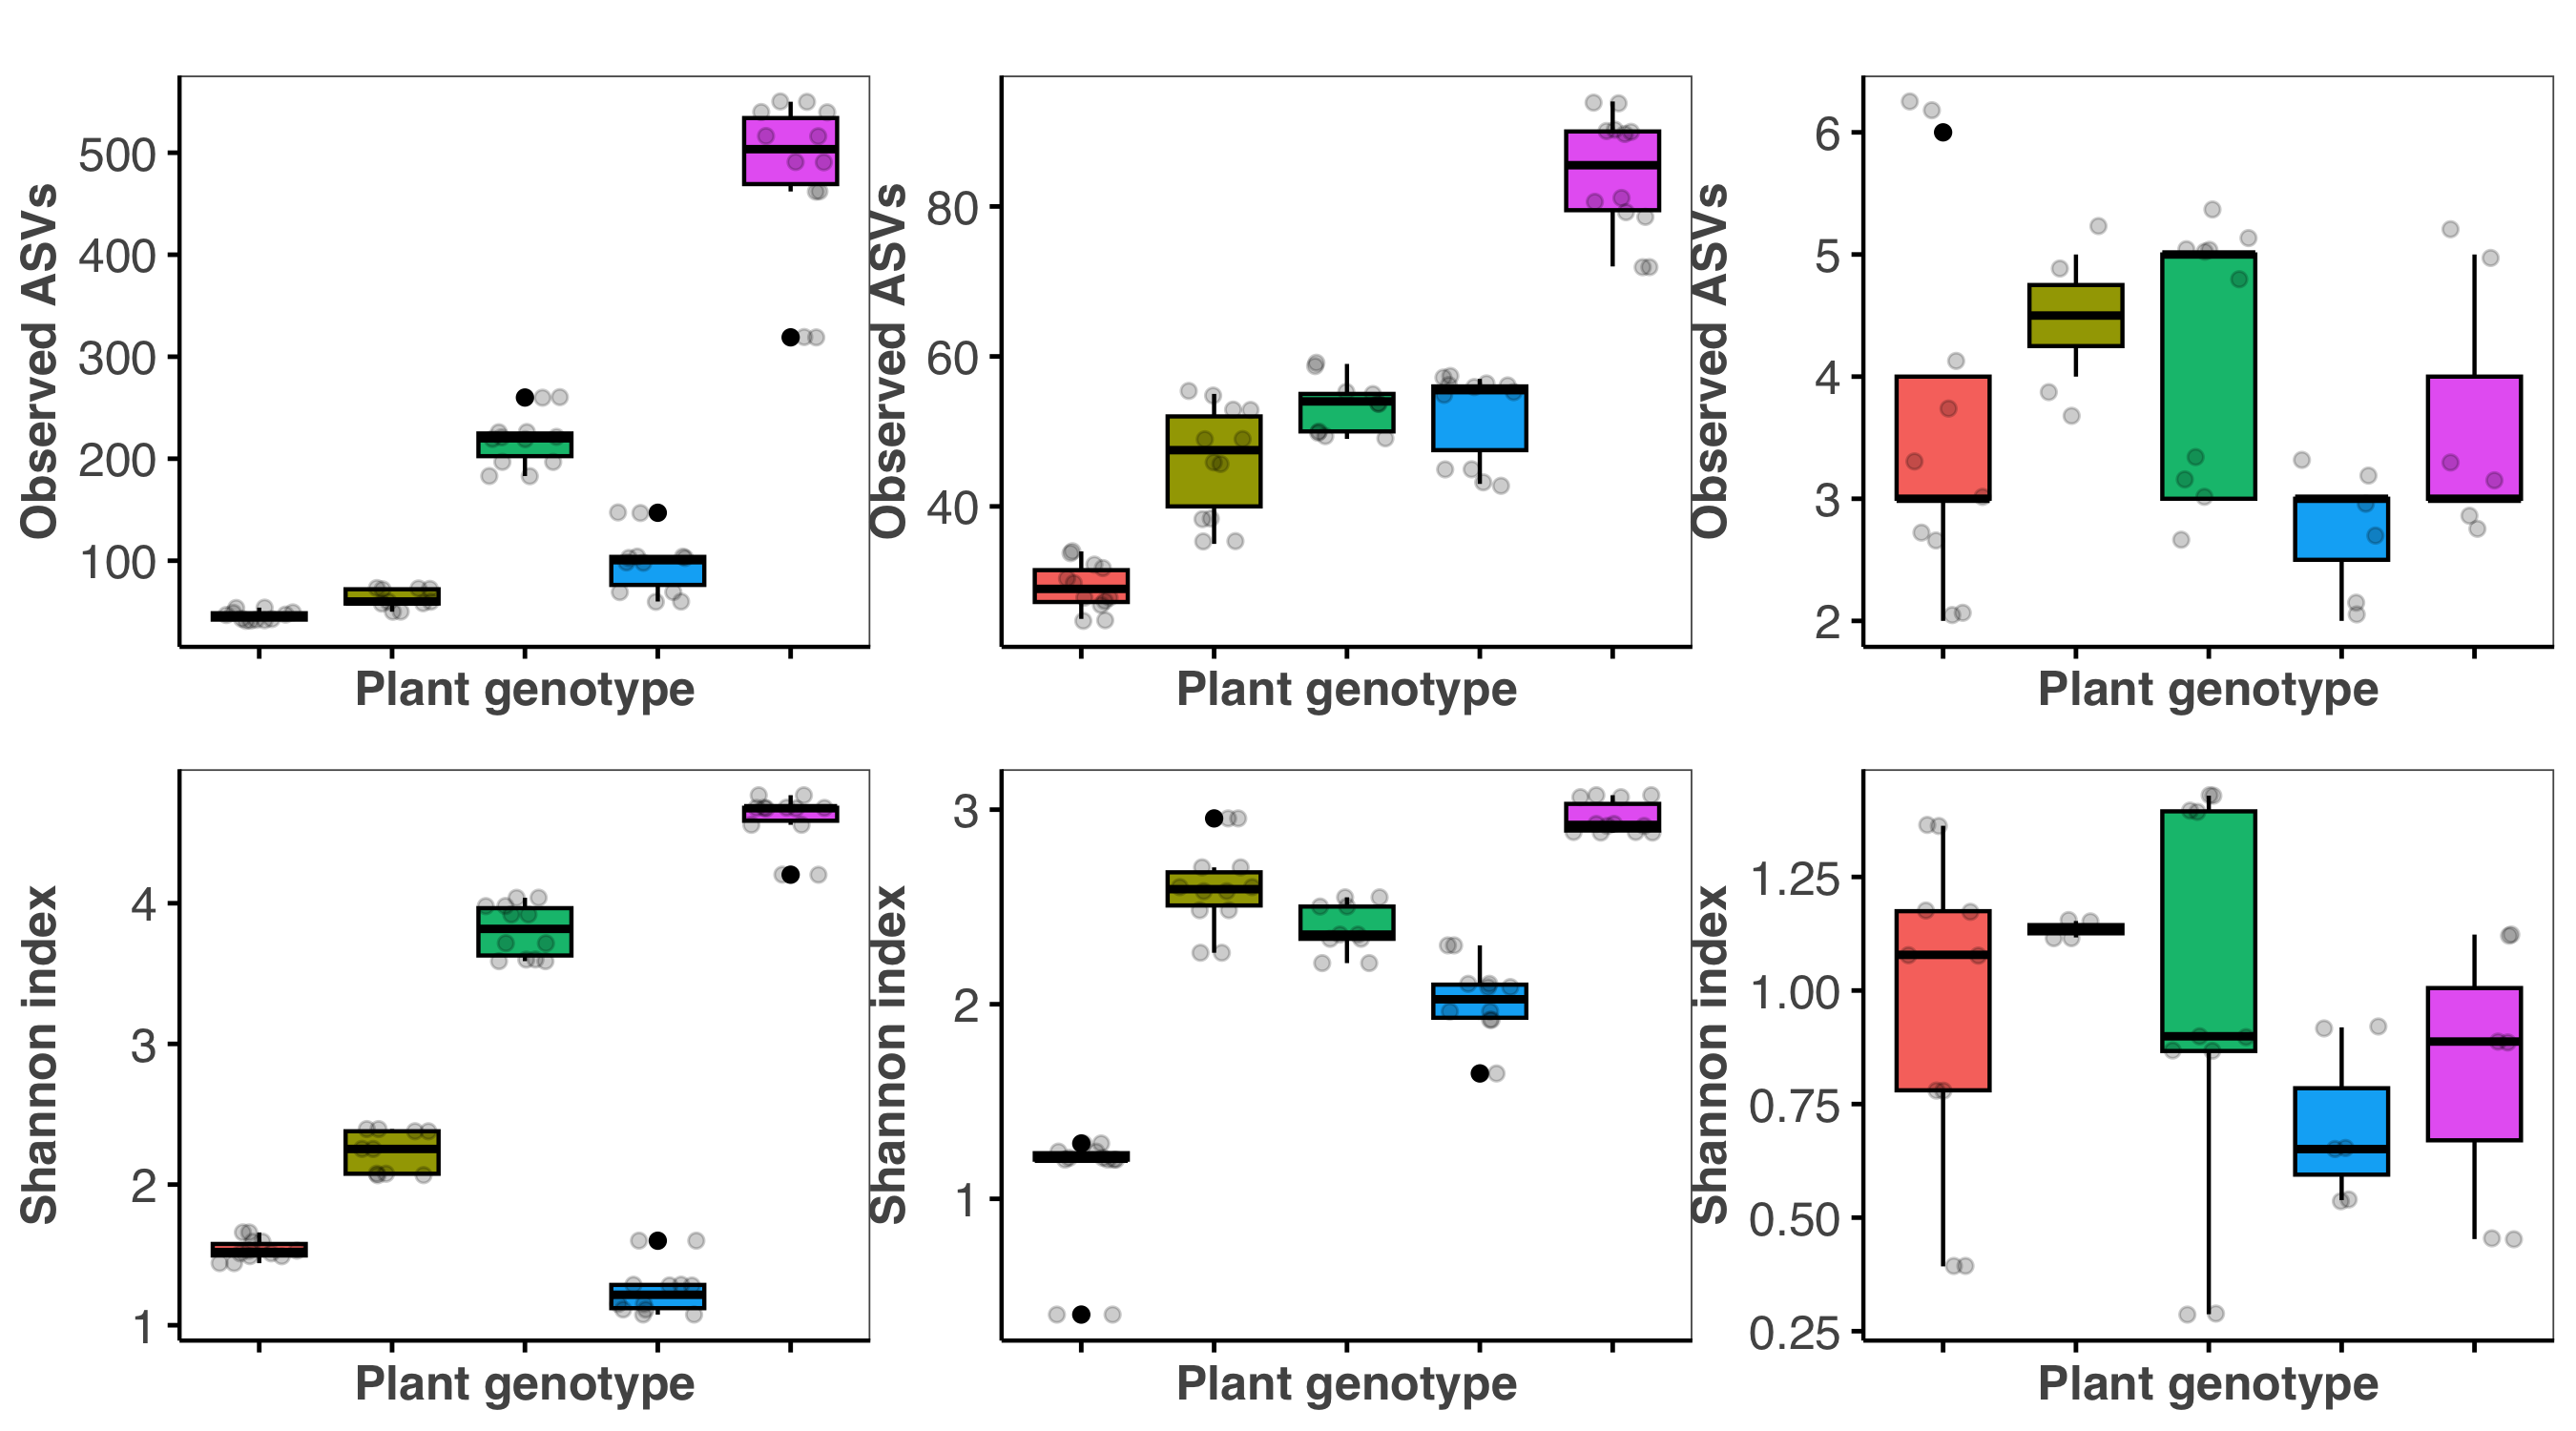 Observed ASVs
500
400
300
200
100
Plant genotype
Observed ASVs
80
60
40
Plant genotype
Observed ASVs
6
5
4
3
2
Plant genotype
Shannon index
4
3
2
1
Plant genotype
Shannon index
3
2
1
Plant genotype
Shannon index
1.25
1.00
0.75
0.50
0.25
Plant genotype